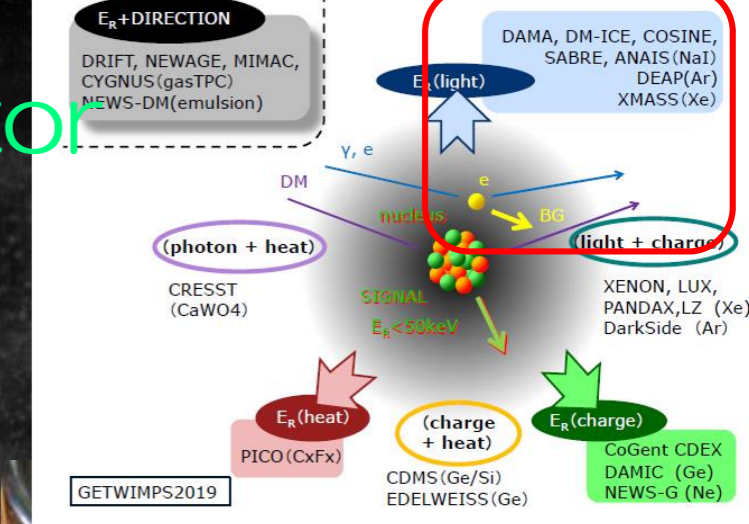 E_R+DIRECTION
DRIFT, NEWAGE, MIMAC,
CYGNUS(gasTPC)
NEWS-DM(emulsion)
tor
DAMA, DM-ICE, COSINE,
SABRE, ANAIS(NaI)
DEAP(Ar)
XMASS(Xe)
E_R(light)
γ, e
DM
e
BG
nucleus
(photon + heat)
(light + charge)
CRESST
(CaWO4)
SIGNAL
E_R<50keV
XENON, LUX,
PANDAX,LZ (Xe)
DarkSide (Ar)
E_R(heat)
PICO(CxFx)
(charge
+ heat)
CDMS(Ge/Si)
EDELWEISS(Ge)
E_R(charge)
CoGent CDEX
DAMIC (Ge)
NEWS-G (Ne)
GETWIMPS2019